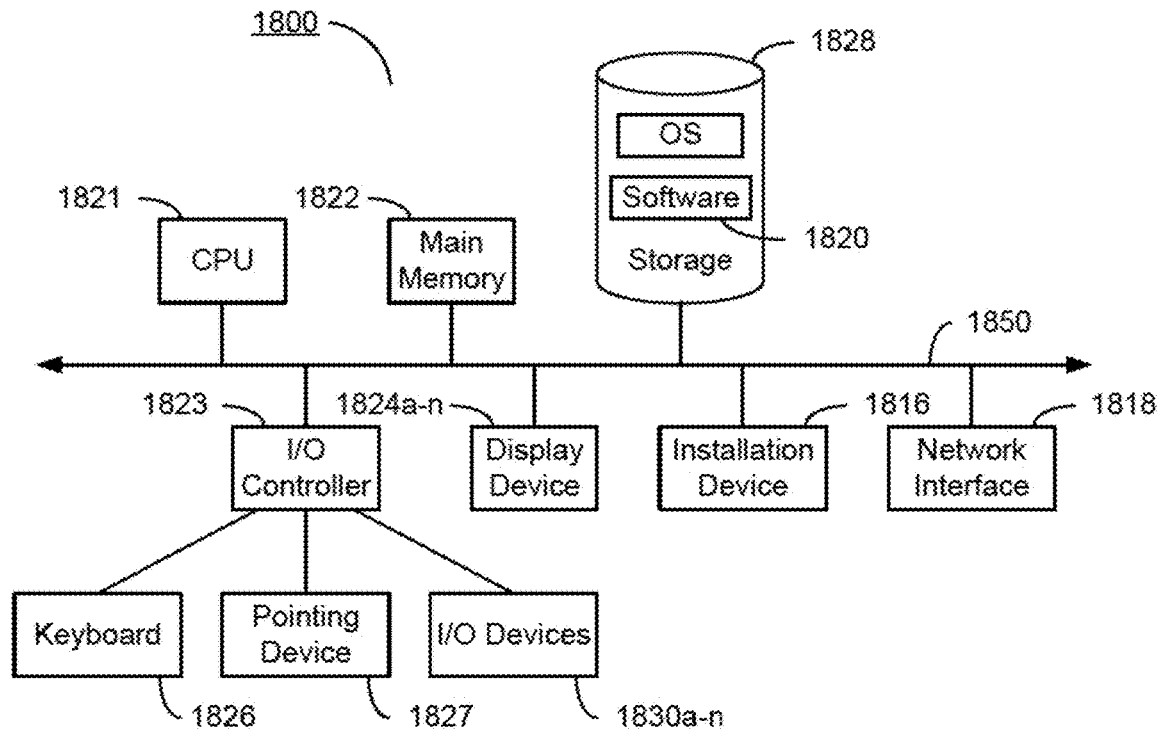 1800
1828
OS
Software
1820
Storage
1821
CPU
1822
Main
Memory
1850
1823
I/O
Controller
1824a-n
Display
Device
1816
Installation
Device
1818
Network
Interface
Keyboard
1826
Pointing
Device
1827
I/O Devices
1830a-n